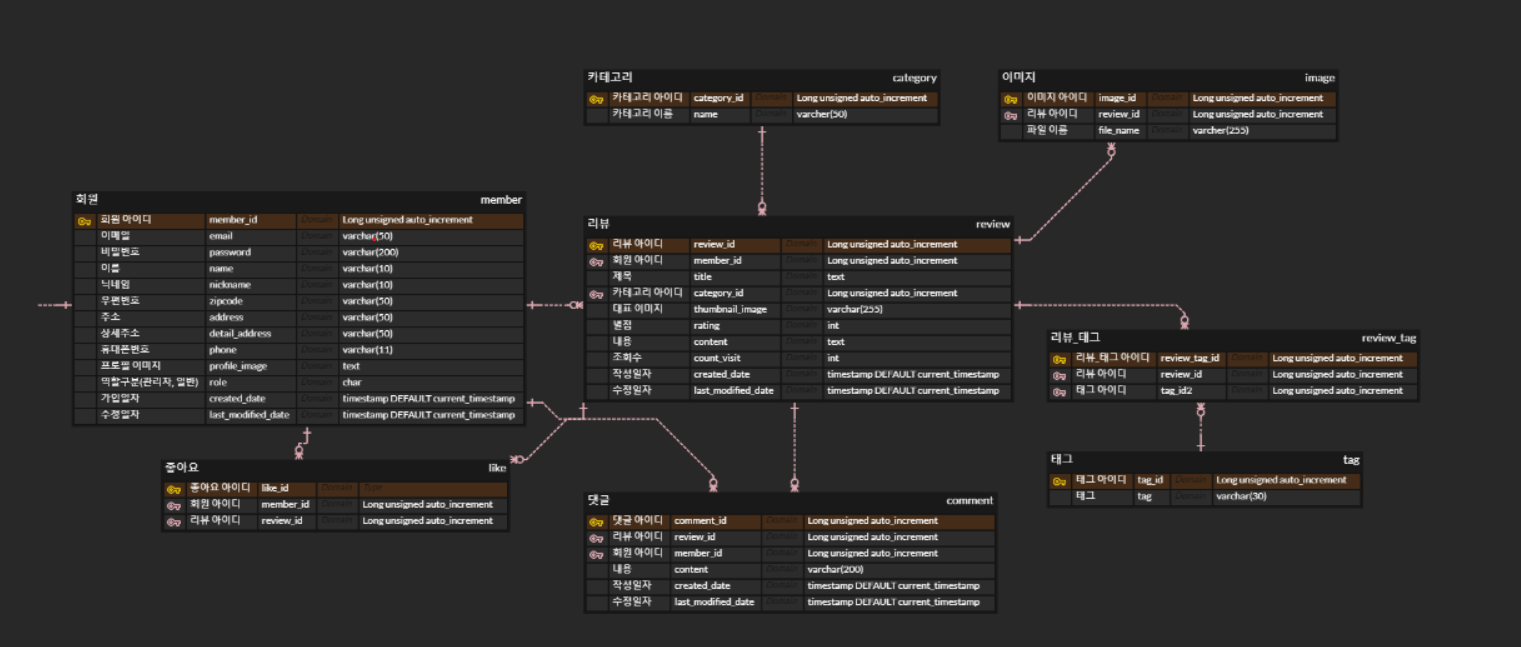 카테고리 category
카테고리 아이디 category_id Domain Long unsigned auto_increment
카테고리 이름 name Domain varcher(50)
이미지 image
이미지 아이디 image_id Domain Long unsigned auto_increment
리뷰 아이디 review_id Domain Long unsigned auto_increment
파일 이름 file_name Domain varchar(255)
회원 member
회원 아이디 member_id Domain Long unsigned auto_increment
이메일 email Domain varchar(50)
비밀번호 password Domain varchar(200)
이름 name Domain varchar(10)
닉네임 nickname Domain varchar(10)
우편번호 zipcode Domain varchar(50)
주소 address Domain varchar(50)
상세주소 detail_address Domain varchar(50)
휴대폰번호 phone Domain varchar(11)
프로필 이미지 profile_image Domain text
역할구분(관리자, 일반) role Domain char
가입일자 created_date Domain timestamp DEFAULT current_timestamp
수정일자 last_modified_date Domain timestamp DEFAULT current_timestamp
리뷰 review
리뷰 아이디 review_id Domain Long unsigned auto_increment
회원 아이디 member_id Domain Long unsigned auto_increment
제목 title Domain text
카테고리 아이디 category_id Domain Long unsigned auto_increment
대표 이미지 thumbnail_image Domain varchar(255)
별점 rating Domain int
내용 content Domain text
조회수 count_visit Domain int
작성일자 created_date Domain timestamp DEFAULT current_timestamp
수정일자 last_modified_date Domain timestamp DEFAULT current_timestamp
리뷰_태그 review_tag
리뷰_태그 아이디 review_tag_id Domain Long unsigned auto_increment
리뷰 아이디 review_id Domain Long unsigned auto_increment
태그 아이디 tag_id2 Domain Long unsigned auto_increment
좋아요 like
좋아요 아이디 like_id Domain Type
회원 아이디 member_id Domain Long unsigned auto_increment
리뷰 아이디 review_id Domain Long unsigned auto_increment
댓글 comment
댓글 아이디 comment_id Domain Long unsigned auto_increment
리뷰 아이디 review_id Domain Long unsigned auto_increment
회원 아이디 member_id Domain Long unsigned auto_increment
내용 content Domain varchar(200)
작성일자 created_date Domain timestamp DEFAULT current_timestamp
수정일자 last_modified_date Domain timestamp DEFAULT current_timestamp
태그 tag
태그 아이디 tag_id Domain Long unsigned auto_increment
태그 tag Domain varchar(30)